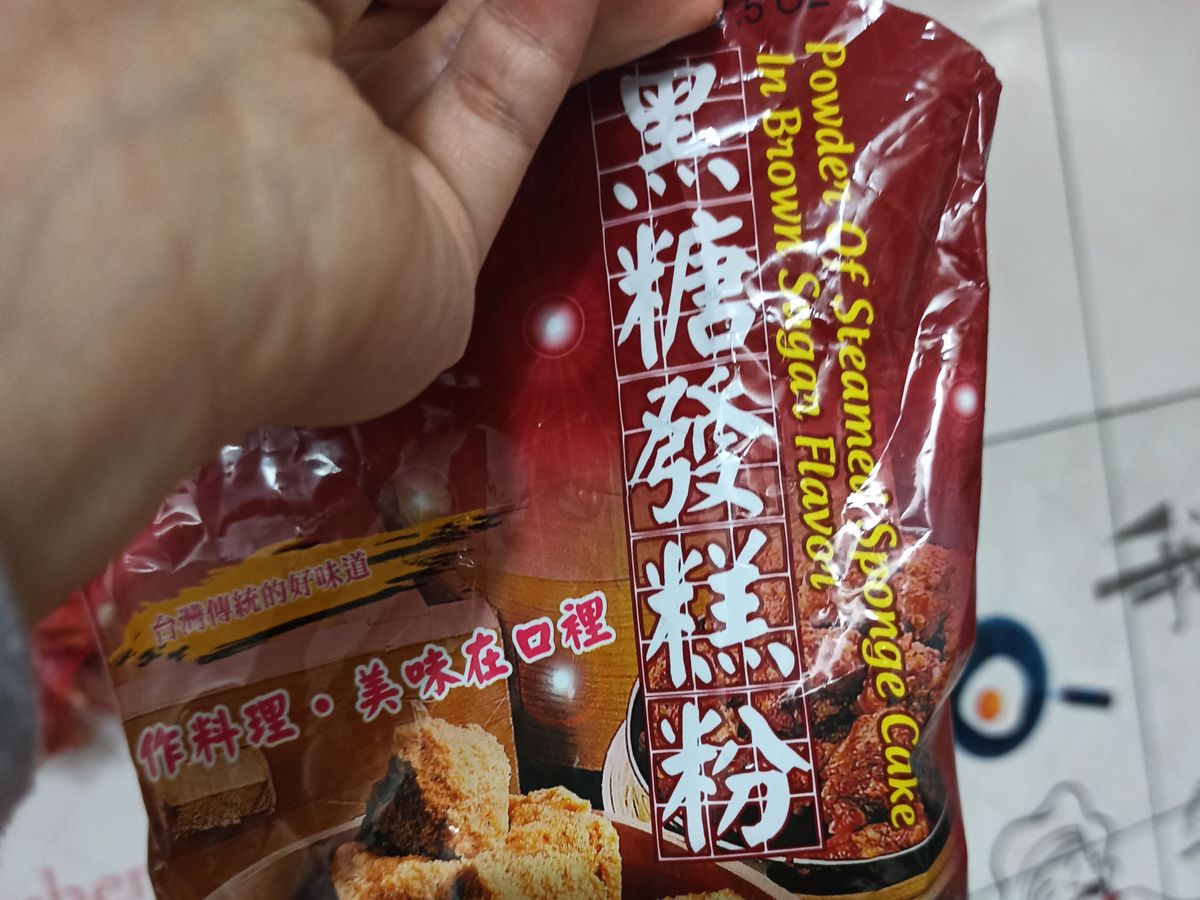 黑糖發糕粉
Powder Of Steamed Sponge Cake
In Brown Sugar Flavor
台灣傳統的好味道
作料理・美味在口裡